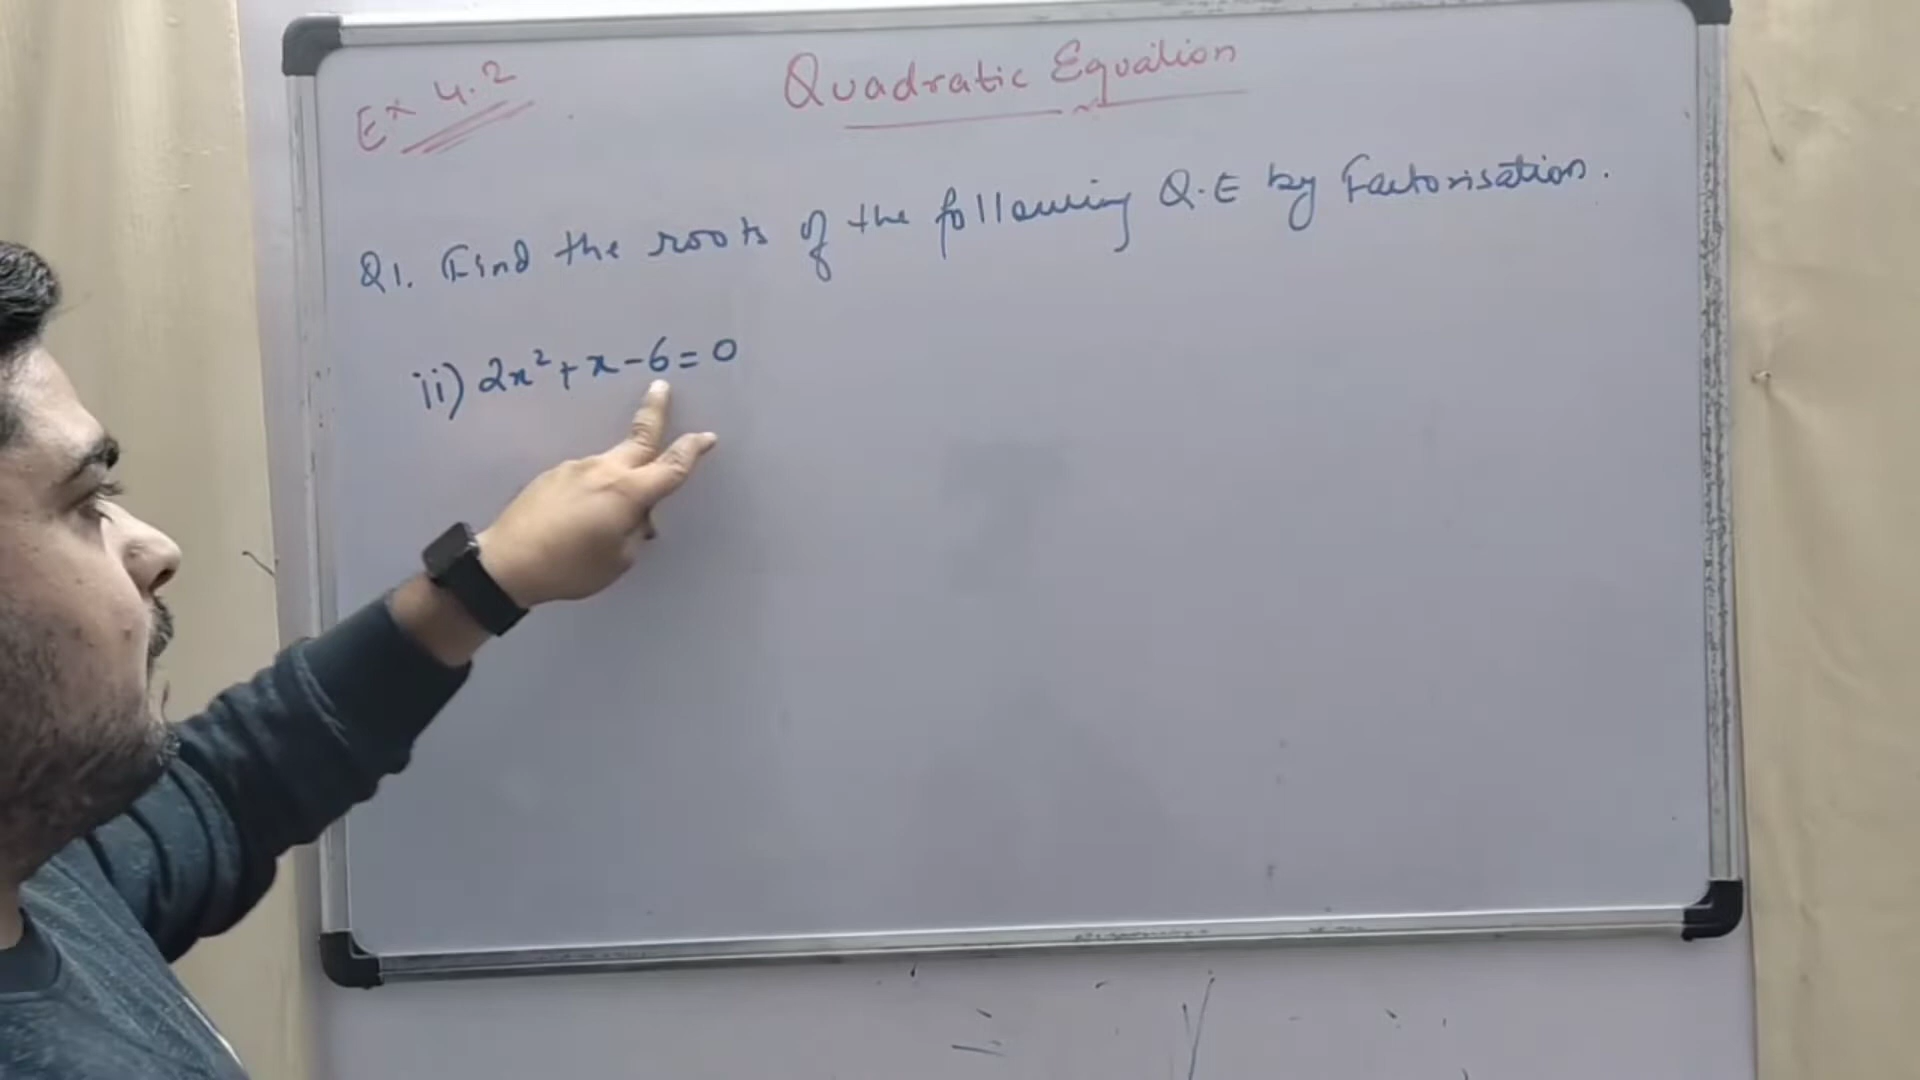 Ex 4.2
Quadratic Equation
Q1. Find the roots of the following Q.E by Factorisation.
ii) 2x² + x - 6 = 0